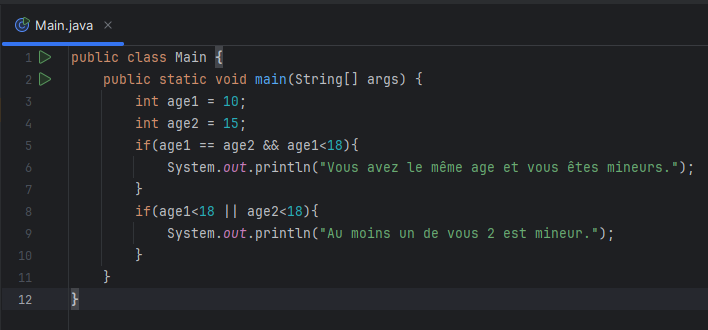 Main.java
1 public class Main {
2 public static void main(String[] args) {
3 int age1 = 10;
4 int age2 = 15;
5 if(age1 == age2 && age1<18){
6 System.out.println("Vous avez le même age et vous êtes mineurs.");
7 }
8 if(age1<18 || age2<18){
9 System.out.println("Au moins un de vous 2 est mineur.");
10 }
11 }
12 }